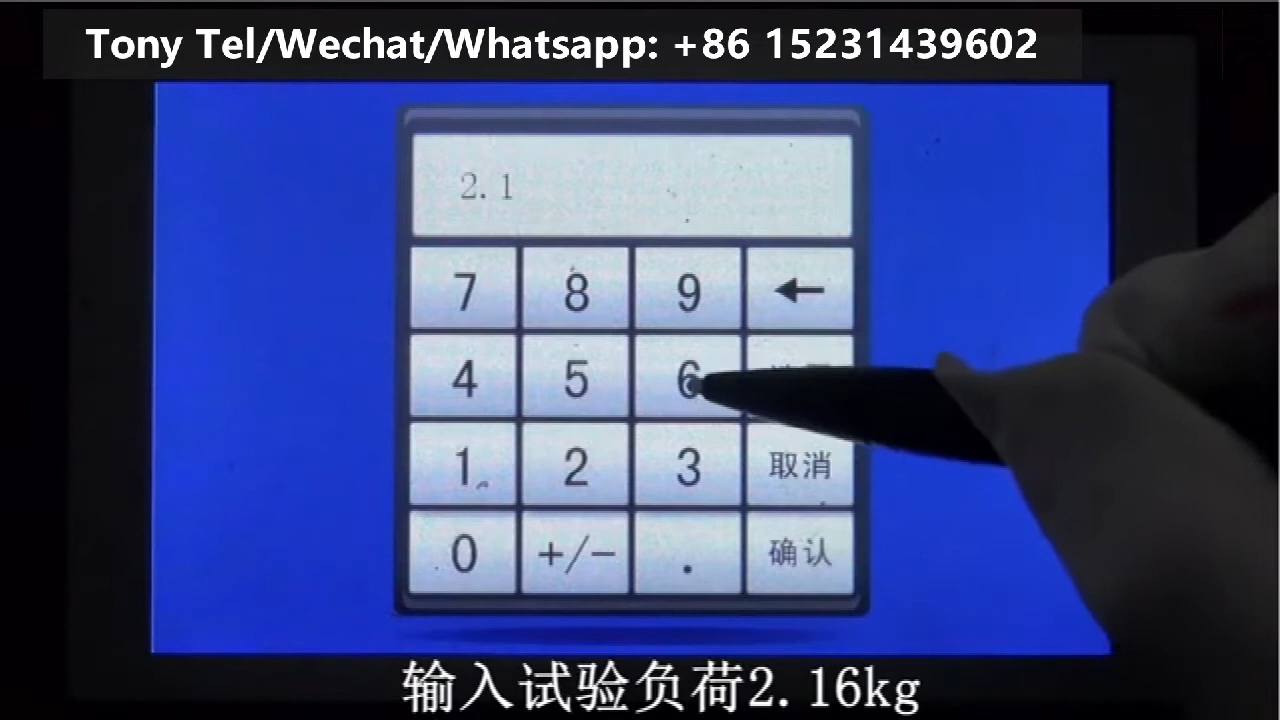 Tony Tel/Wechat/Whatsapp: +86 15231439602
2.1
7 8 9 ←
4 5 6
1 2 3 取消
0 +/- . 确认
输入试验负荷2.16kg